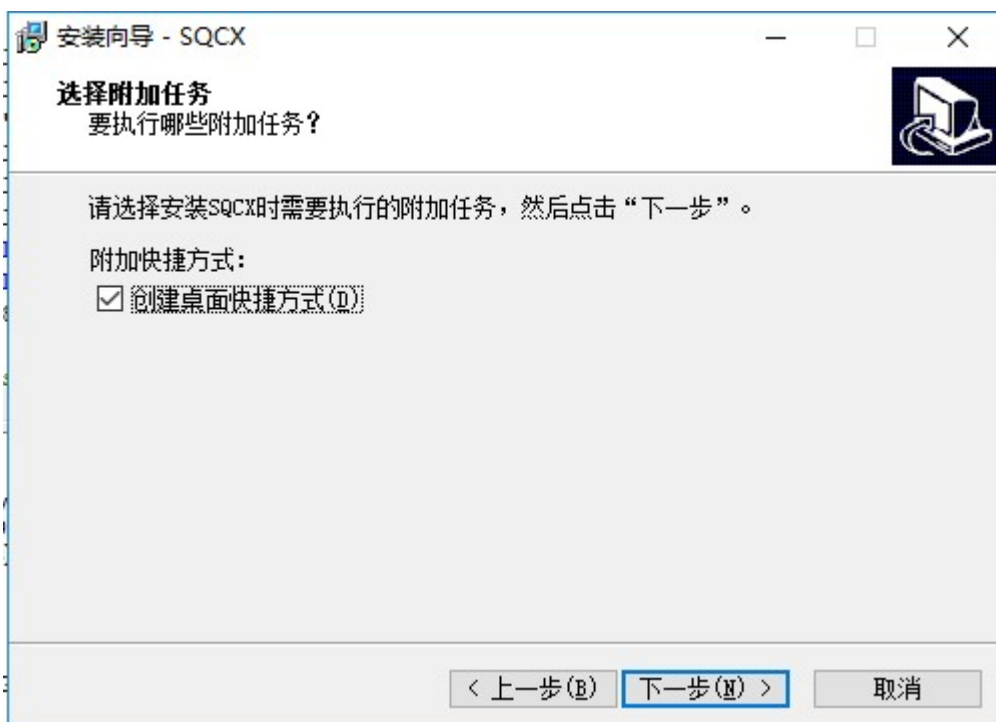 安装向导 - SQCX
选择附加任务
要执行哪些附加任务？
请选择安装SQCX时需要执行的附加任务，然后点击“下一步”。
附加快捷方式：
创建桌面快捷方式(D)
< 上一步(B) 下一步(N) > 取消